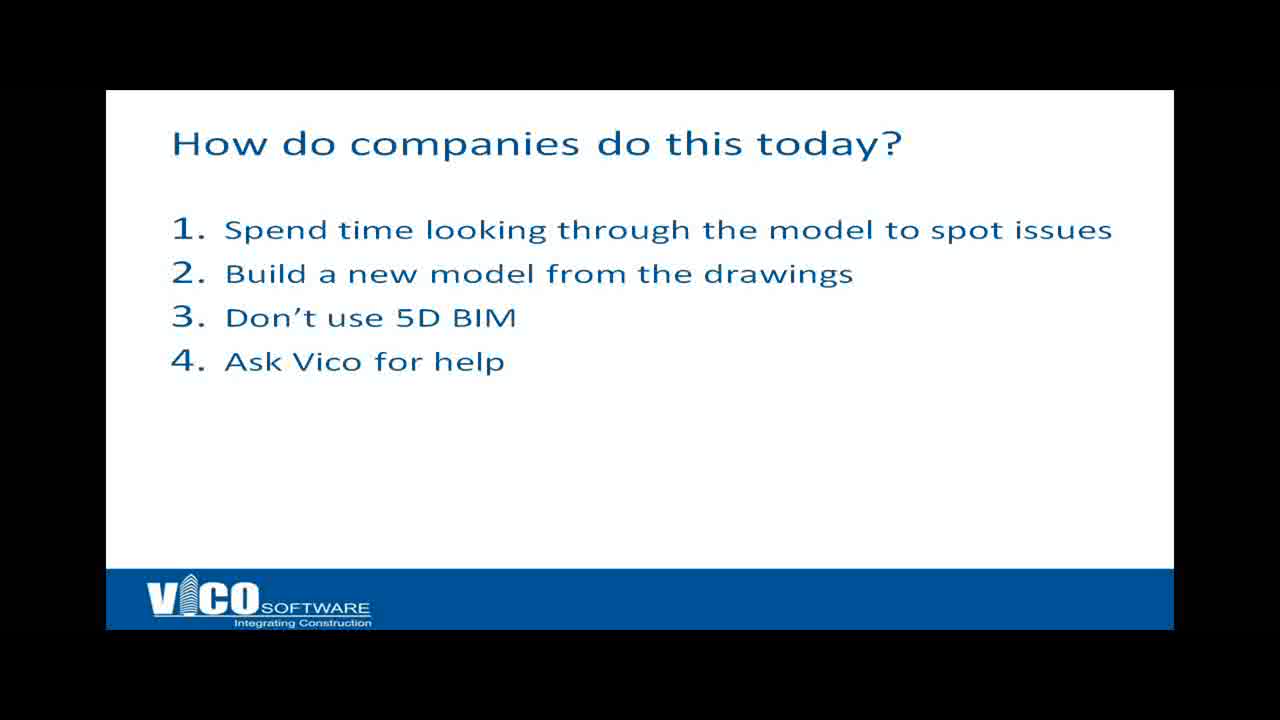 How do companies do this today?
1. Spend time looking through the model to spot issues
2. Build a new model from the drawings
3. Don’t use 5D BIM
4. Ask Vico for help
VICO SOFTWARE
Integrating Construction